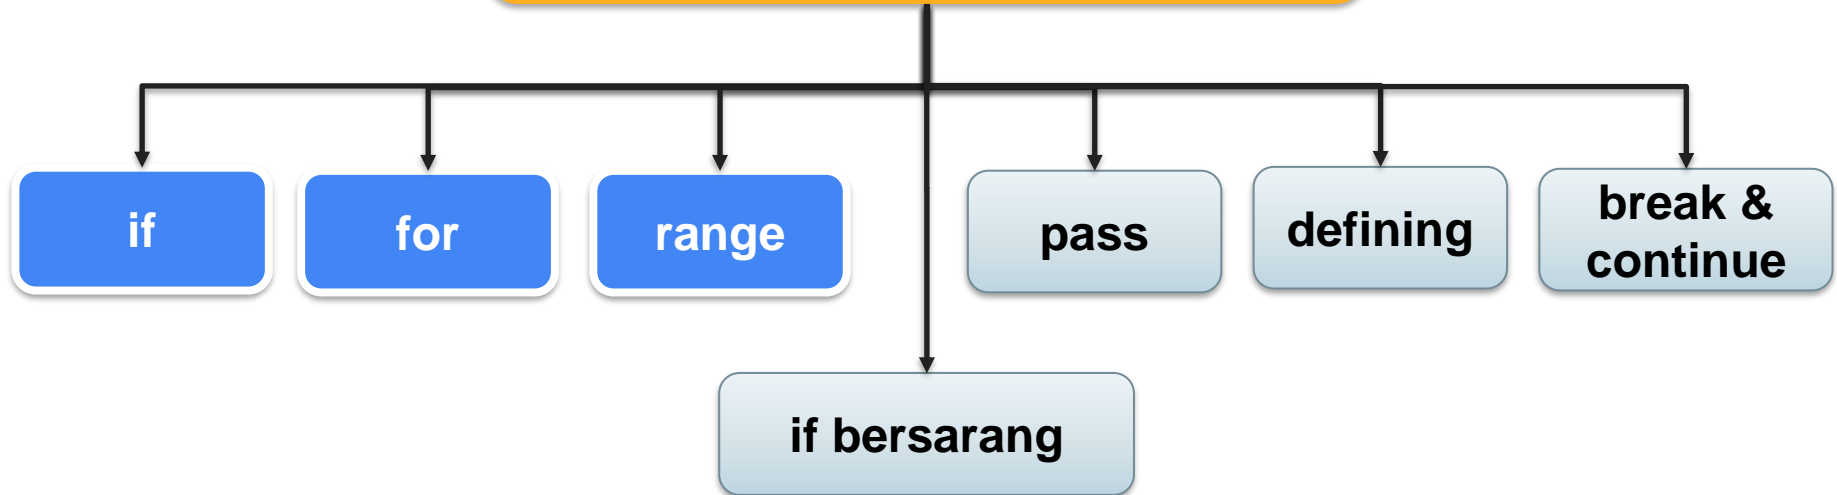 if
for
range
pass
defining
break &
continue
if bersarang